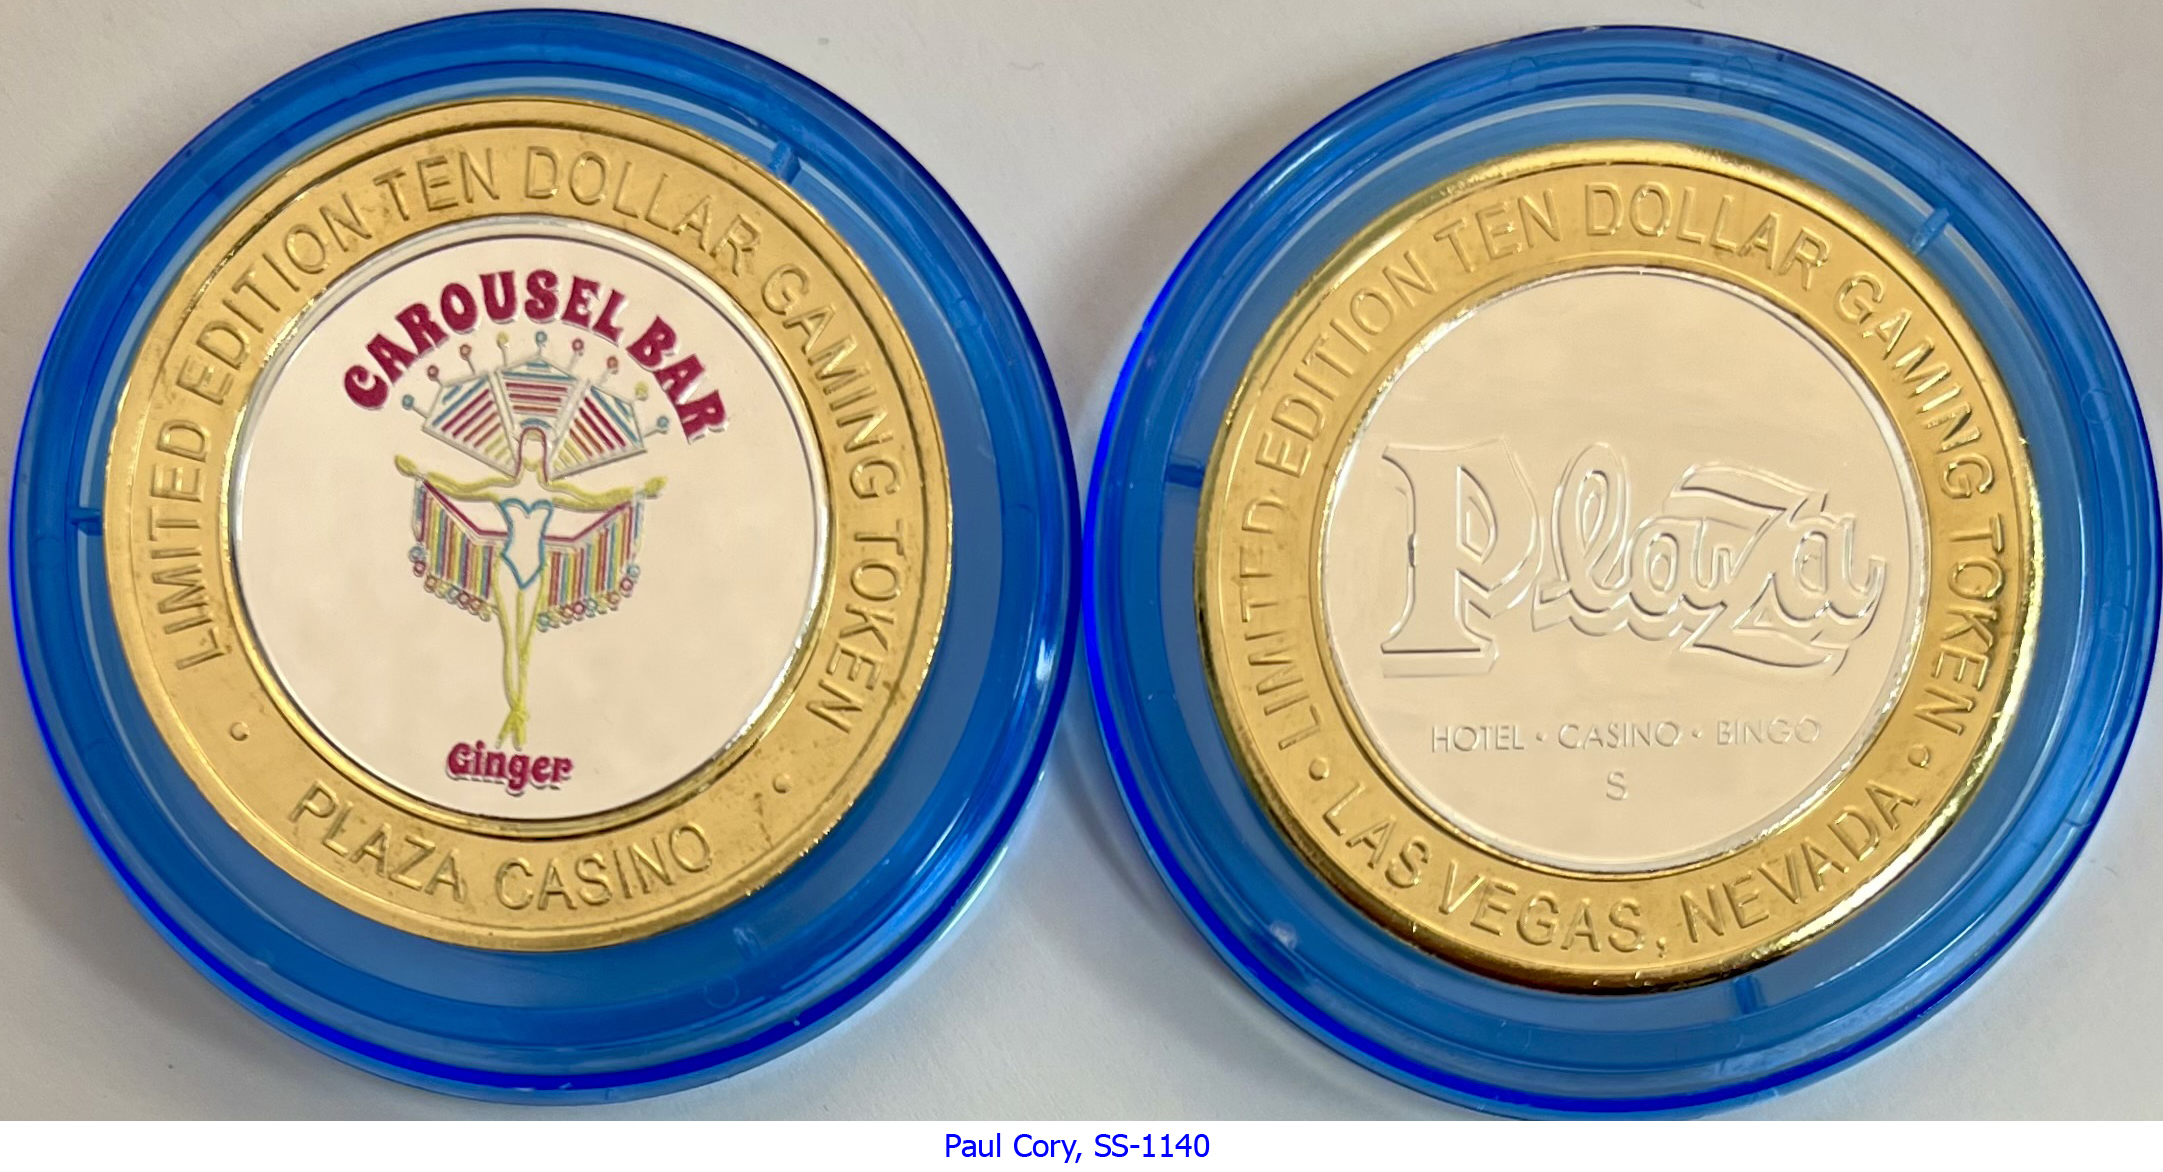 LIMITED EDITION TEN DOLLAR GAMING TOKEN
CAROUSEL BAR
Ginger
• PLAZA CASINO •
LIMITED EDITION TEN DOLLAR GAMING TOKEN
Plaza
HOTEL • CASINO • BINGO
S
• LAS VEGAS, NEVADA •
Paul Cory, SS-1140